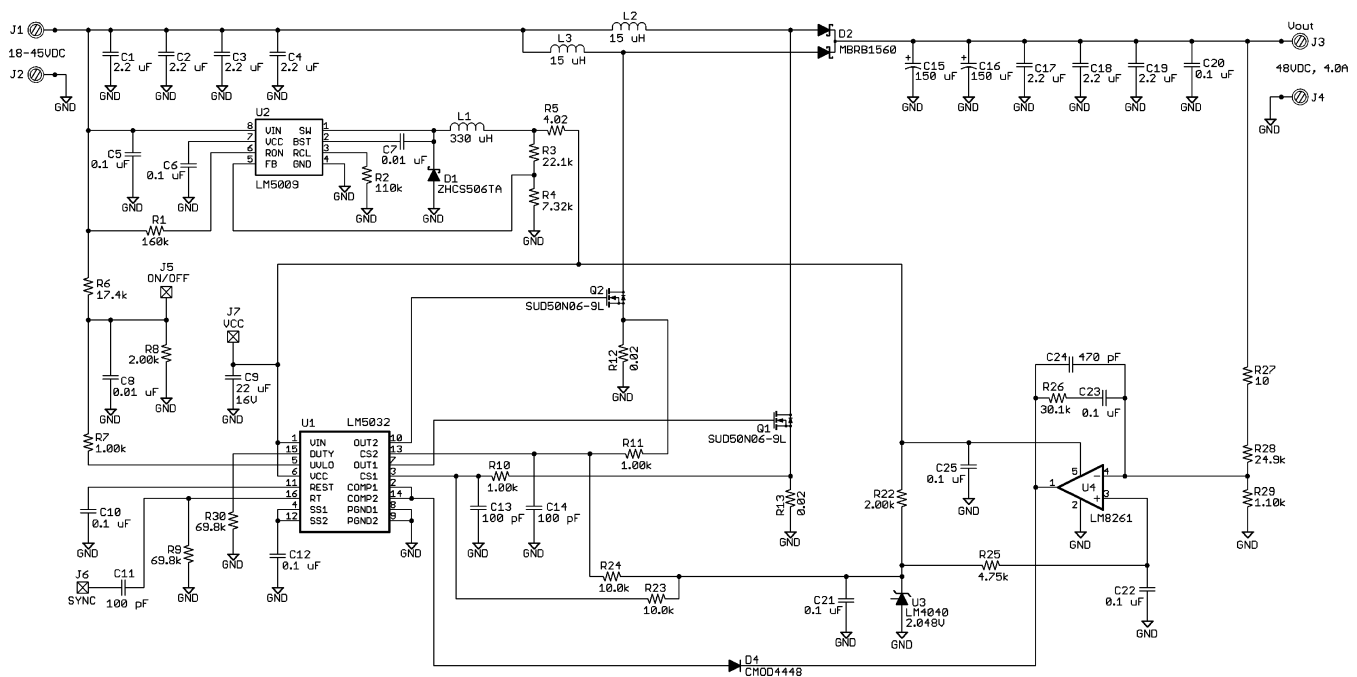 J1
18-45VDC
J2
GND
C1
2.2 uF
GND
C2
2.2 uF
GND
C3
2.2 uF
GND
C4
2.2 uF
GND
L2
15 uH
L3
15 uH
D2
MBRB1560
C15
150 uF
GND
C16
150 uF
GND
C17
2.2 uF
GND
C18
2.2 uF
GND
C19
2.2 uF
GND
C20
0.1 uF
GND
Vout
J3
48VDC, 4.0A
J4
GND
U2
8 VIN SW 1
7 VCC BST 2
6 RON RCL 3
5 FB GND 4
LM5009
C5
0.1 uF
GND
C6
0.1 uF
GND
GND
R2
110k
GND
C7
0.01 uF
D1
ZHCS506TA
GND
L1
330 uH
R5
4.02
R3
22.1k
R4
7.32k
GND
R1
160k
R6
17.4k
J5
ON/OFF
R8
2.00k
GND
C8
0.01 uF
GND
R7
1.00k
J7
VCC
C9
22 uF
16V
GND
Q2
SUD50N06-9L
R12
0.02
GND
Q1
SUD50N06-9L
R13
0.02
GND
U1
LM5032
1 VIN OUT2 10
15 DUTY CS2 13
5 UVLO OUT1 7
6 VCC CS1 3
11 REST COMP1 2
16 RT COMP2 14
4 SS1 PGND1 8
12 SS2 PGND2 9
GND
R11
1.00k
R10
1.00k
C13
100 pF
GND
C14
100 pF
GND
C10
0.1 uF
GND
R30
69.8k
GND
R9
69.8k
GND
J6
SYNC
C11
100 pF
C12
0.1 uF
GND
R24
10.0k
R23
10.0k
C21
0.1 uF
GND
R22
2.00k
U3
LM4040
2.048V
GND
C25
0.1 uF
GND
R25
4.75k
C22
0.1 uF
GND
C24
470 pF
R26
30.1k
C23
0.1 uF
1
5
4
-
3
+
2
U4
LM8261
GND
R27
10
R28
24.9k
R29
1.10k
GND
D4
CMOD4448